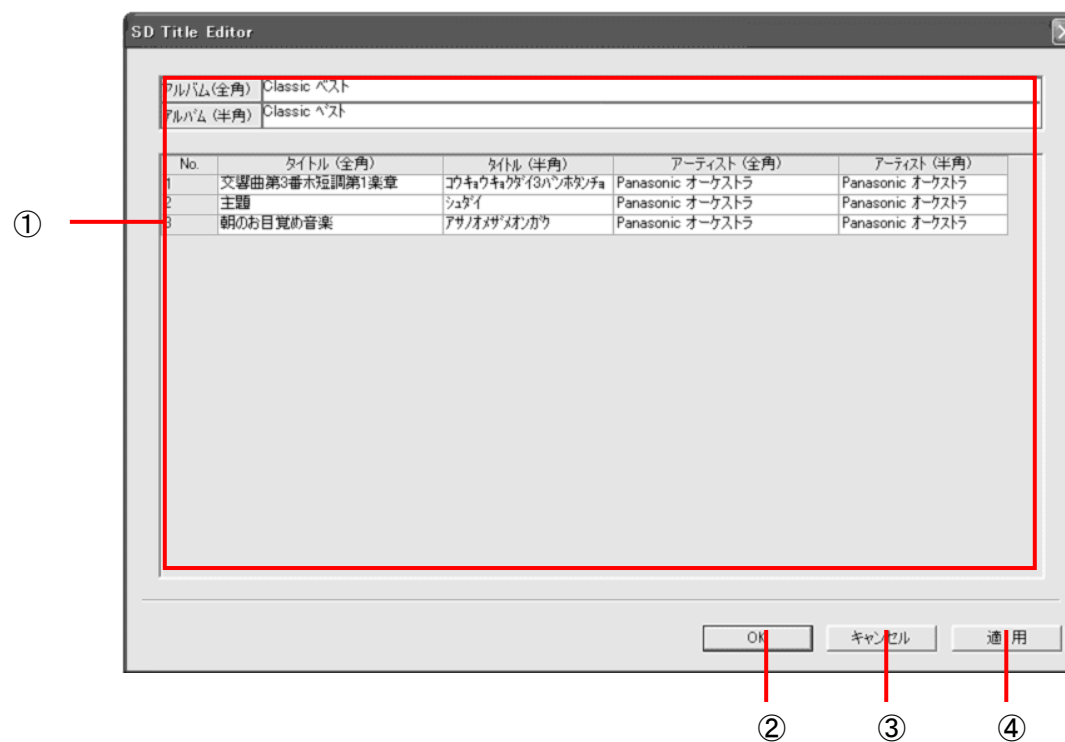 SD Title Editor
アルバム(全角) Classic ベスト
ｱﾙﾊﾞﾑ (半角) Classic ﾍﾞｽﾄ
No. タイトル (全角) ﾀｲﾄﾙ (半角) アーティスト (全角) ｱｰﾃｨｽﾄ (半角)
1 交響曲第3番ホ短調第1楽章 ｺｳｷｮｳｷｮｸﾀﾞｲ3ﾊﾞﾝﾎﾀﾝﾁｮ Panasonic オーケストラ Panasonic ｵｰｹｽﾄﾗ
2 主題 ｼｭﾀﾞｲ Panasonic オーケストラ Panasonic ｵｰｹｽﾄﾗ
3 朝のお目覚め音楽 ｱｻﾉｵﾒｻﾞﾒｵﾝｶﾞｸ Panasonic オーケストラ Panasonic ｵｰｹｽﾄﾗ
①
OK キャンセル 適 用
② ③ ④